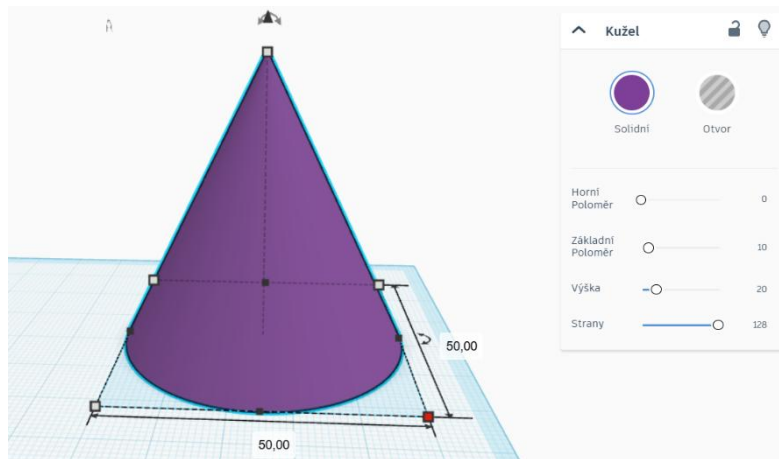 Kužel
Solidní
Otvor
Horní
Poloměr
0
Základní
Poloměr
10
Výška
20
Strany
128
50,00
50,00